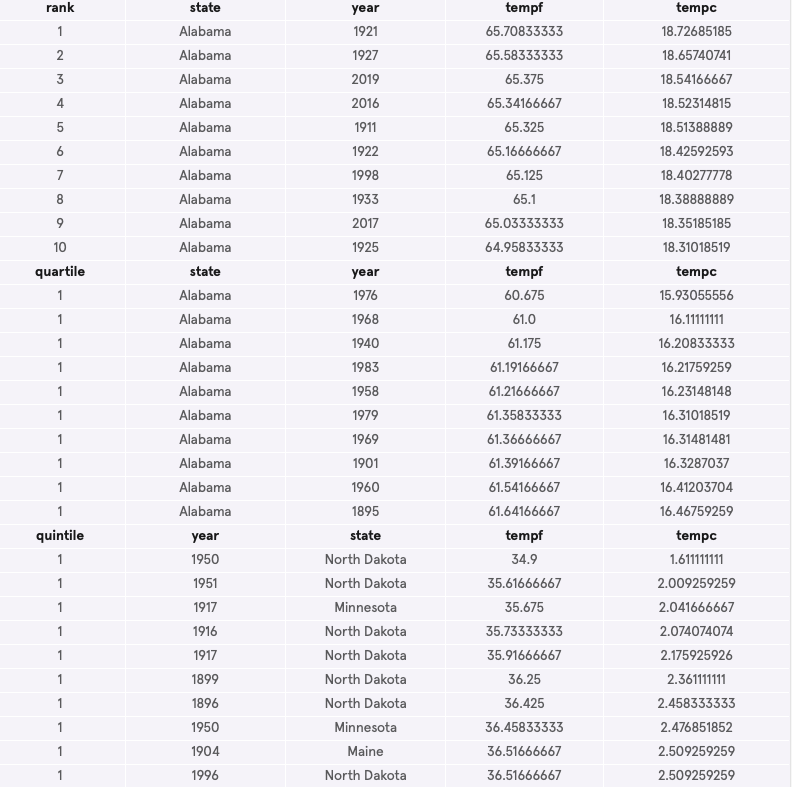 rank state year tempf tempc
1 Alabama 1921 65.70833333 18.72685185
2 Alabama 1927 65.58333333 18.65740741
3 Alabama 2019 65.375 18.54166667
4 Alabama 2016 65.34166667 18.52314815
5 Alabama 1911 65.325 18.51388889
6 Alabama 1922 65.16666667 18.42592593
7 Alabama 1998 65.125 18.40277778
8 Alabama 1933 65.1 18.38888889
9 Alabama 2017 65.03333333 18.35185185
10 Alabama 1925 64.95833333 18.31018519
quartile state year tempf tempc
1 Alabama 1976 60.675 15.93055556
1 Alabama 1968 61.0 16.11111111
1 Alabama 1940 61.175 16.20833333
1 Alabama 1983 61.19166667 16.21759259
1 Alabama 1958 61.21666667 16.23148148
1 Alabama 1979 61.35833333 16.31018519
1 Alabama 1969 61.36666667 16.31481481
1 Alabama 1901 61.39166667 16.3287037
1 Alabama 1960 61.54166667 16.41203704
1 Alabama 1895 61.64166667 16.46759259
quintile year state tempf tempc
1 1950 North Dakota 34.9 1.611111111
1 1951 North Dakota 35.61666667 2.009259259
1 1917 Minnesota 35.675 2.041666667
1 1916 North Dakota 35.73333333 2.074074074
1 1917 North Dakota 35.91666667 2.175925926
1 1899 North Dakota 36.25 2.361111111
1 1896 North Dakota 36.425 2.458333333
1 1950 Minnesota 36.45833333 2.476851852
1 1904 Maine 36.51666667 2.509259259
1 1996 North Dakota 36.51666667 2.509259259